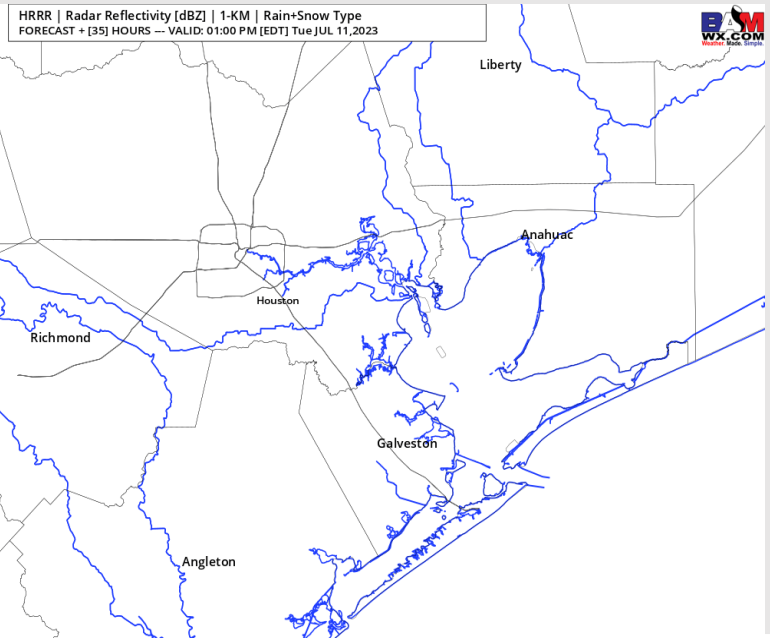 HRRR | Radar Reflectivity [dBZ] | 1-KM | Rain+Snow Type
FORECAST + [35] HOURS --- VALID: 01:00 PM [EDT] Tue JUL 11,2023
BAM
WX.COM
Weather. Made. Simple.
Liberty
Anahuac
Houston
Richmond
Galveston
Angleton